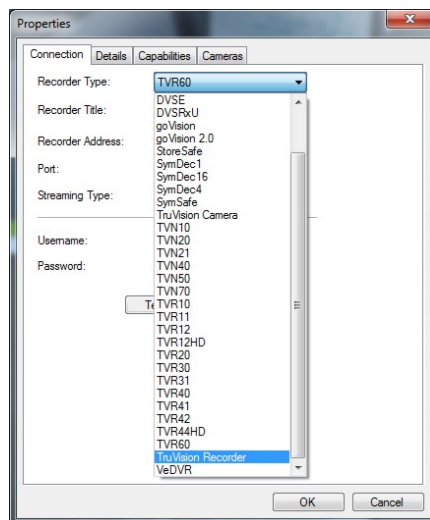 Properties
Connection Details Capabilities Cameras
Recorder Type: TVR60
Recorder Title:
Recorder Address:
Port:
Streaming Type:
Username:
Password:
DVSE
DVSRxU
goVision
goVision 2.0
StoreSafe
SymDec1
SymDec16
SymDec4
SymSafe
TruVision Camera
TVN10
TVN20
TVN21
TVN40
TVN50
TVN70
TVR10
TVR11
TVR12
TVR12HD
TVR20
TVR30
TVR31
TVR40
TVR41
TVR42
TVR44HD
TVR60
TruVision Recorder
VeDVR
OK Cancel